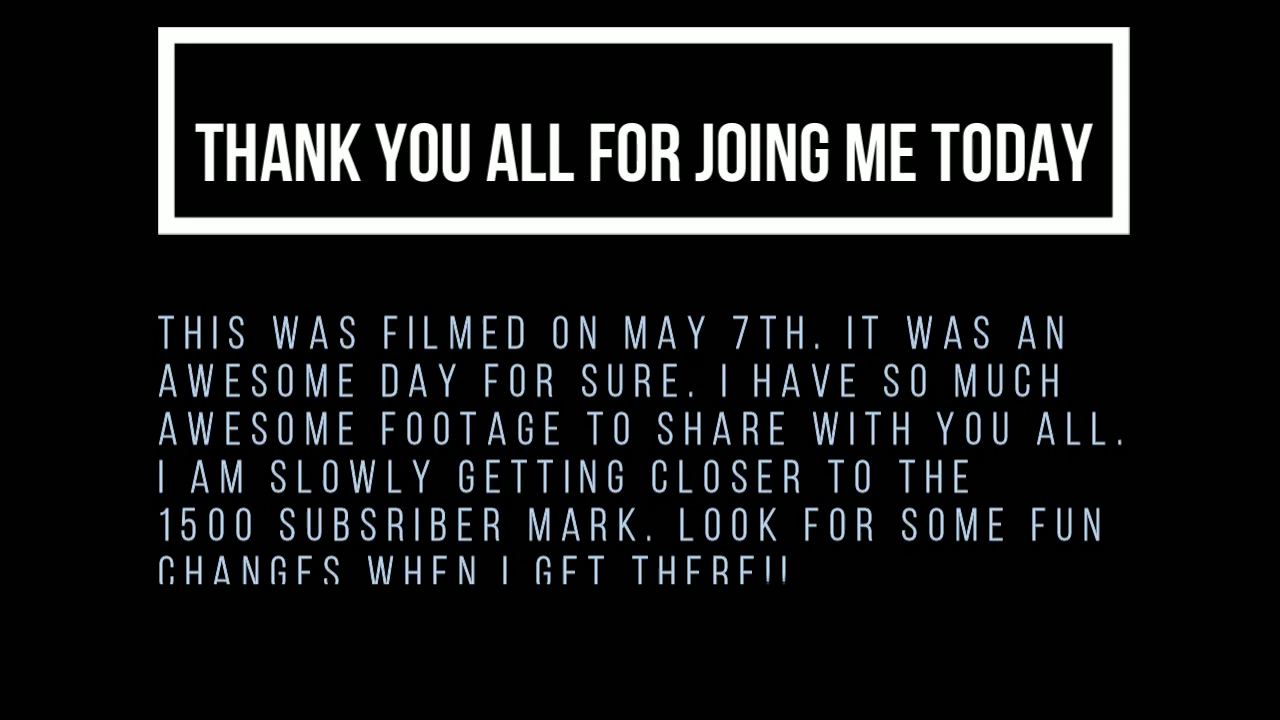 THANK YOU ALL FOR JOING ME TODAY
THIS WAS FILMED ON MAY 7TH. IT WAS AN
AWESOME DAY FOR SURE. I HAVE SO MUCH
AWESOME FOOTAGE TO SHARE WITH YOU ALL.
I AM SLOWLY GETTING CLOSER TO THE
1500 SUBSRIBER MARK. LOOK FOR SOME FUN
CHANGES WHEN I GET THERE!!